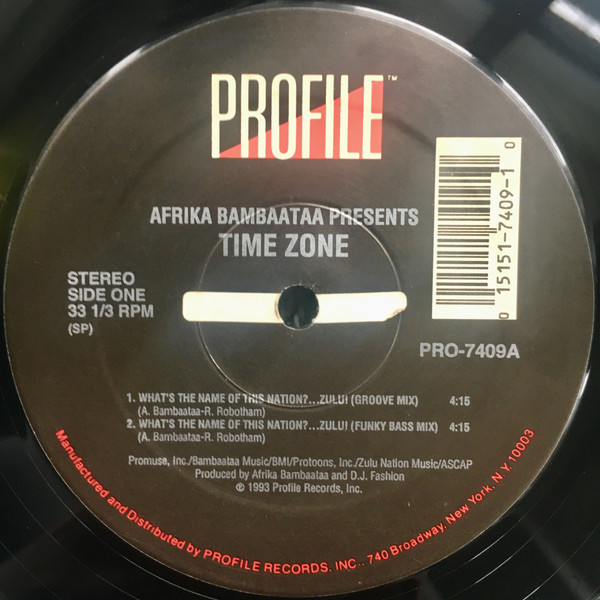 PROFILE™
AFRIKA BAMBAATAA PRESENTS
TIME ZONE
STEREO
SIDE ONE
33 1/3 RPM
(SP)
0 15151-7409-1 0
PRO-7409A
1. WHAT'S THE NAME OF THIS NATION?...ZULU! (GROOVE MIX) 4:15
(A. Bambaataa-R. Robotham)
2. WHAT'S THE NAME OF THIS NATION?...ZULU! (FUNKY BASS MIX) 4:15
(A. Bambaataa-R. Robotham)
Promuse, Inc./Bambaataa Music/BMI/Protoons, Inc./Zulu Nation Music/ASCAP
Produced by Afrika Bambaataa and D.J. Fashion
℗ 1993 Profile Records, Inc.
Manufactured and Distributed by PROFILE RECORDS, INC.. 740 Broadway, New York, N.Y. 10003